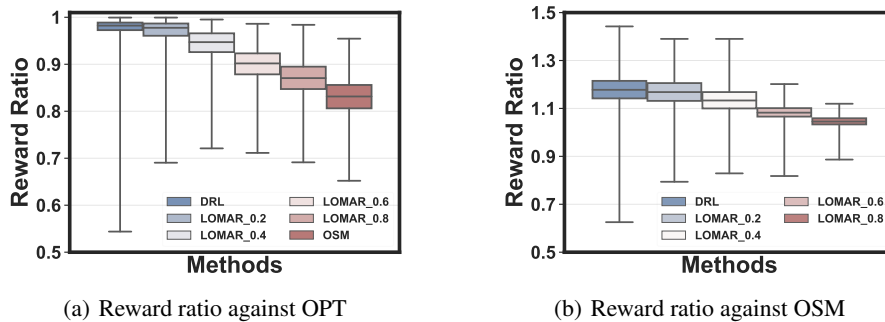 1
0.9
0.8
0.7
0.6
0.5
Reward Ratio
DRL
LOMAR_0.2
LOMAR_0.4
LOMAR_0.6
LOMAR_0.8
OSM
Methods
(a) Reward ratio against OPT
1.5
1.3
1.1
0.9
0.7
0.5
Reward Ratio
DRL
LOMAR_0.2
LOMAR_0.4
LOMAR_0.6
LOMAR_0.8
Methods
(b) Reward ratio against OSM